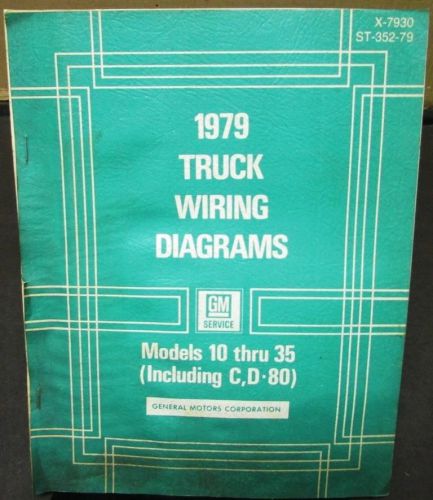 X-7930
ST-352-79
1979
TRUCK
WIRING
DIAGRAMS
GM
SERVICE
Models 10 thru 35
(Including C,D·80)
GENERAL MOTORS CORPORATION